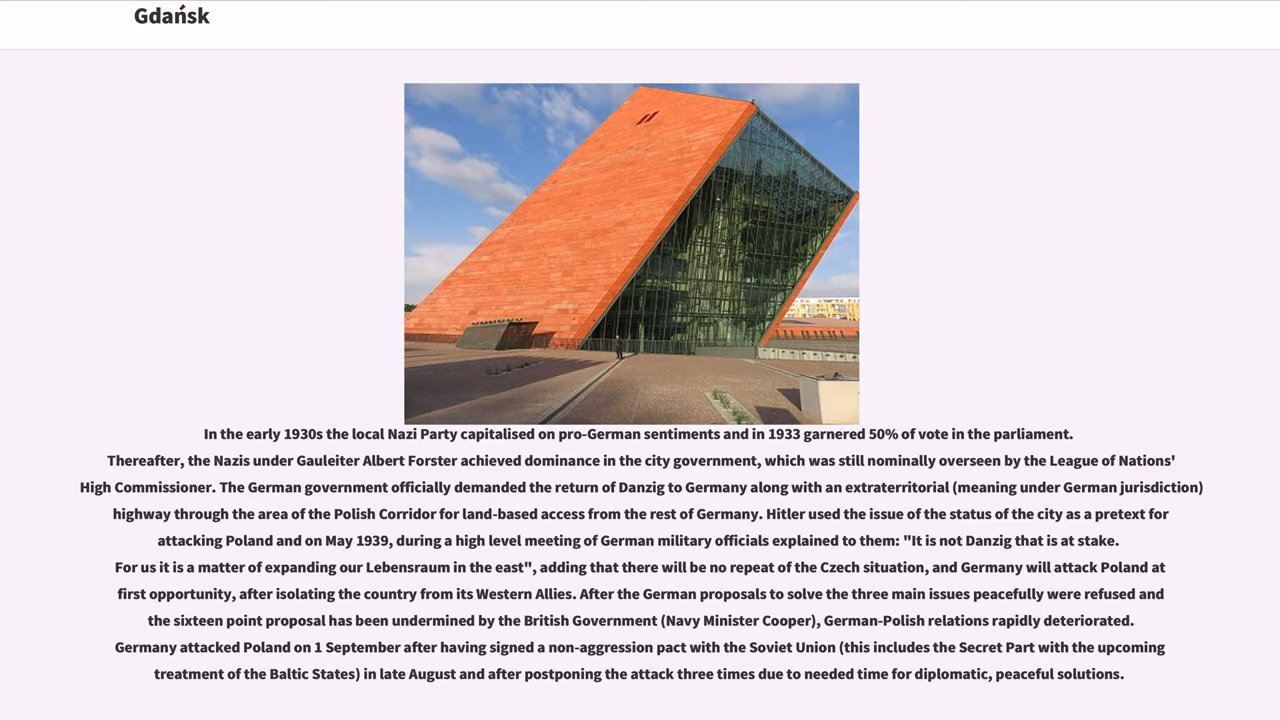 Gdańsk
In the early 1930s the local Nazi Party capitalised on pro-German sentiments and in 1933 garnered 50% of vote in the parliament.
Thereafter, the Nazis under Gauleiter Albert Forster achieved dominance in the city government, which was still nominally overseen by the League of Nations'
High Commissioner. The German government officially demanded the return of Danzig to Germany along with an extraterritorial (meaning under German jurisdiction)
highway through the area of the Polish Corridor for land-based access from the rest of Germany. Hitler used the issue of the status of the city as a pretext for
attacking Poland and on May 1939, during a high level meeting of German military officials explained to them: "It is not Danzig that is at stake.
For us it is a matter of expanding our Lebensraum in the east", adding that there will be no repeat of the Czech situation, and Germany will attack Poland at
first opportunity, after isolating the country from its Western Allies. After the German proposals to solve the three main issues peacefully were refused and
the sixteen point proposal has been undermined by the British Government (Navy Minister Cooper), German-Polish relations rapidly deteriorated.
Germany attacked Poland on 1 September after having signed a non-aggression pact with the Soviet Union (this includes the Secret Part with the upcoming
treatment of the Baltic States) in late August and after postponing the attack three times due to needed time for diplomatic, peaceful solutions.